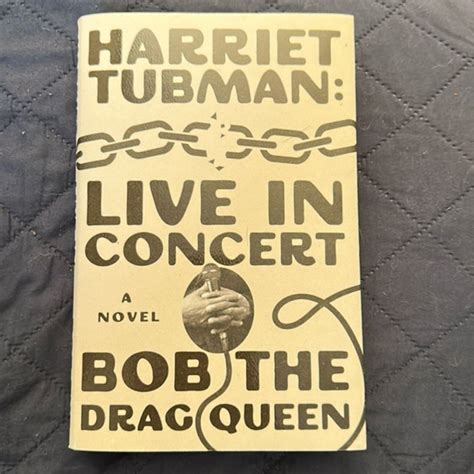 HARRIET
TUBMAN:
LIVE IN
CONCERT
A
NOVEL
BOB THE
DRAG QUEEN